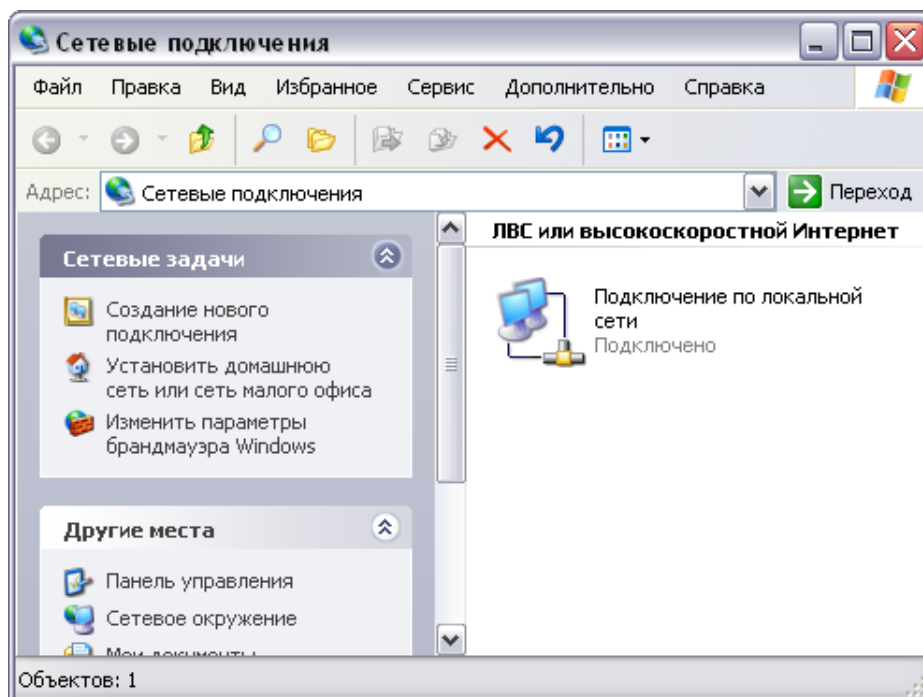 Сетевые подключения
Файл Правка Вид Избранное Сервис Дополнительно Справка
Адрес: Сетевые подключения Переход
Сетевые задачи
Создание нового
подключения
Установить домашнюю
сеть или сеть малого офиса
Изменить параметры
брандмауэра Windows
Другие места
Панель управления
Сетевое окружение
Мои документы
ЛВС или высокоскоростной Интернет
Подключение по локальной
сети
Подключено
Объектов: 1